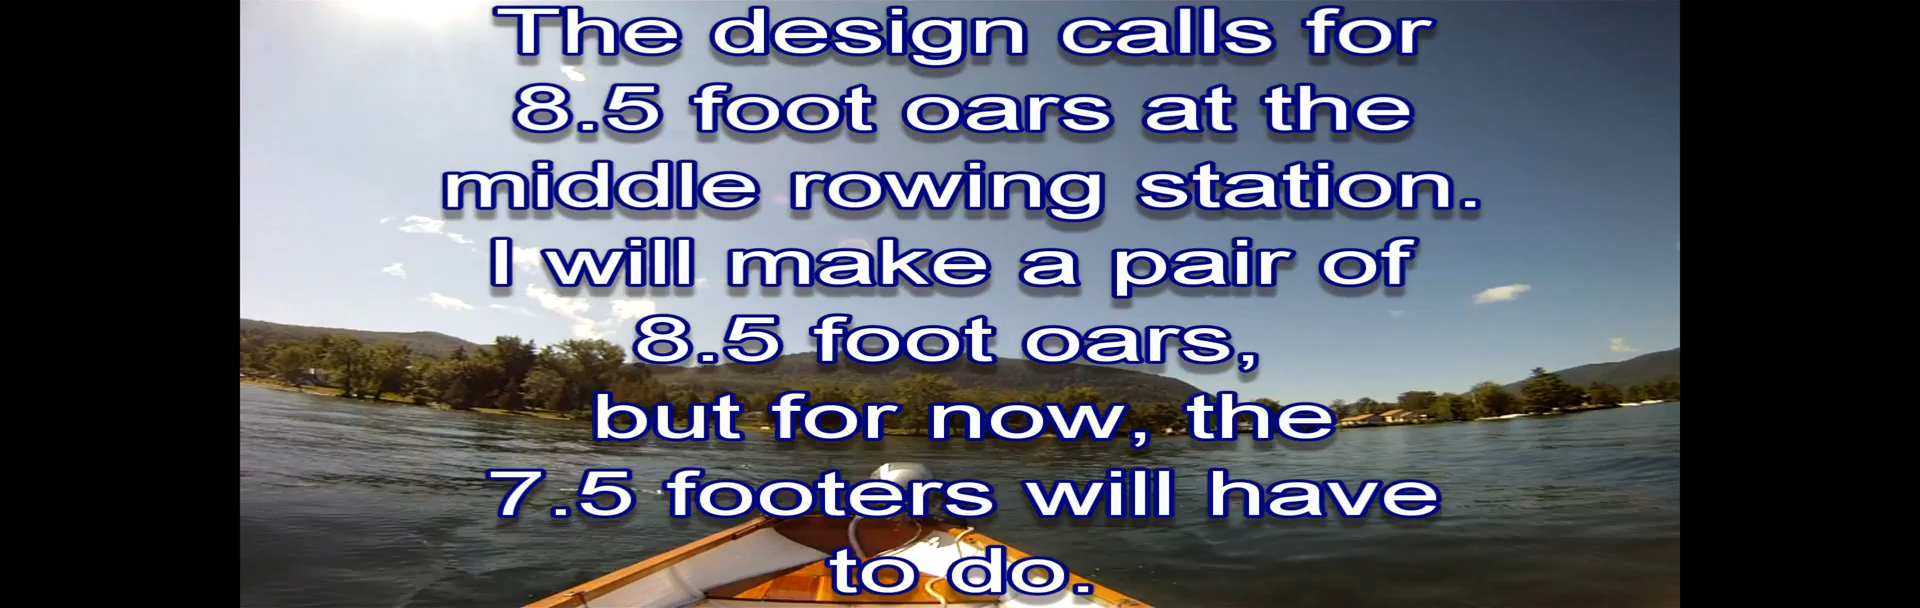 The design calls for
8.5 foot oars at the
middle rowing station.
I will make a pair of
8.5 foot oars,
but for now, the
7.5 footers will have
to do.